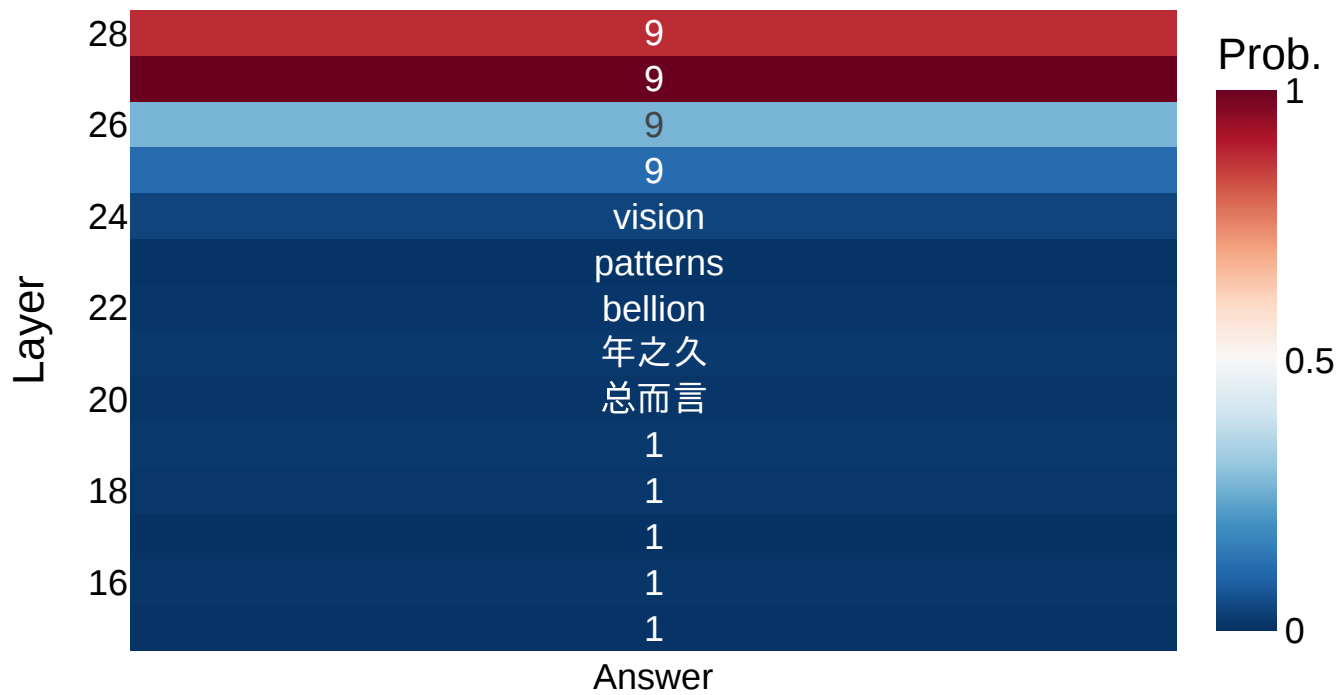 28 9
9
26 9
9
24 vision
patterns
22 bellion
年之久
20 总而言
1
18 1
1
16 1
1
Layer
Answer
Prob.
1
0.5
0